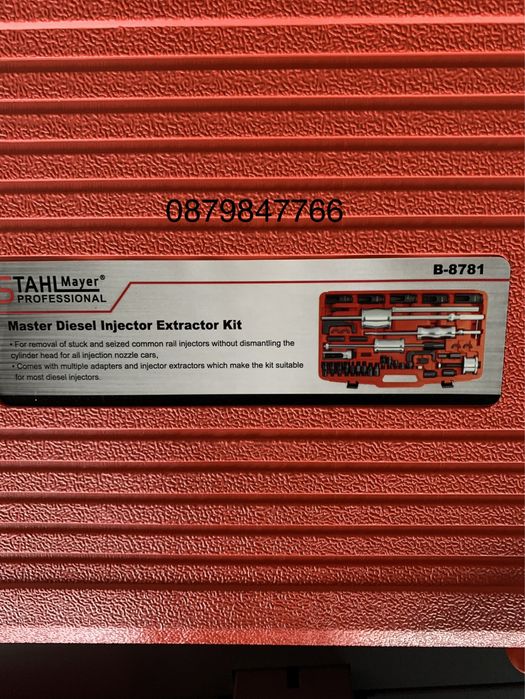 0879847766
STAHLMayer®
PROFESSIONAL
B-8781
Master Diesel Injector Extractor Kit
• For removal of stuck and seized common rail injectors without dismantling the
cylinder head for all injection nozzle cars,
• Comes with multiple adapters and injector extractors which make the kit suitable
for most diesel injectors.